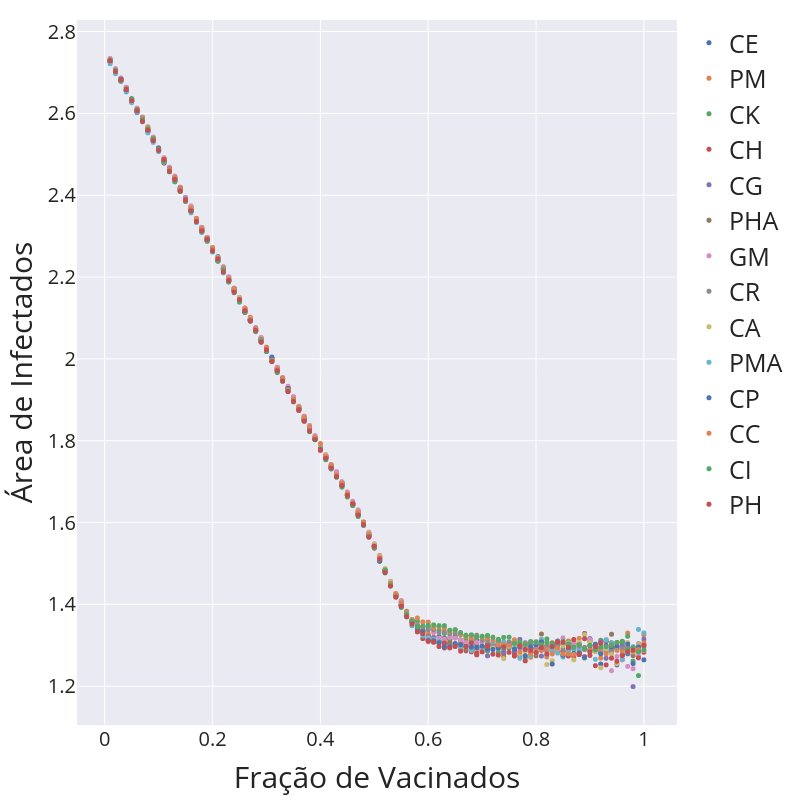 Área de Infectados
2.8
2.6
2.4
2.2
2
1.8
1.6
1.4
1.2
0
0.2
0.4
0.6
0.8
1
Fração de Vacinados
CE
PM
CK
CH
CG
PHA
GM
CR
CA
PMA
CP
CC
CI
PH